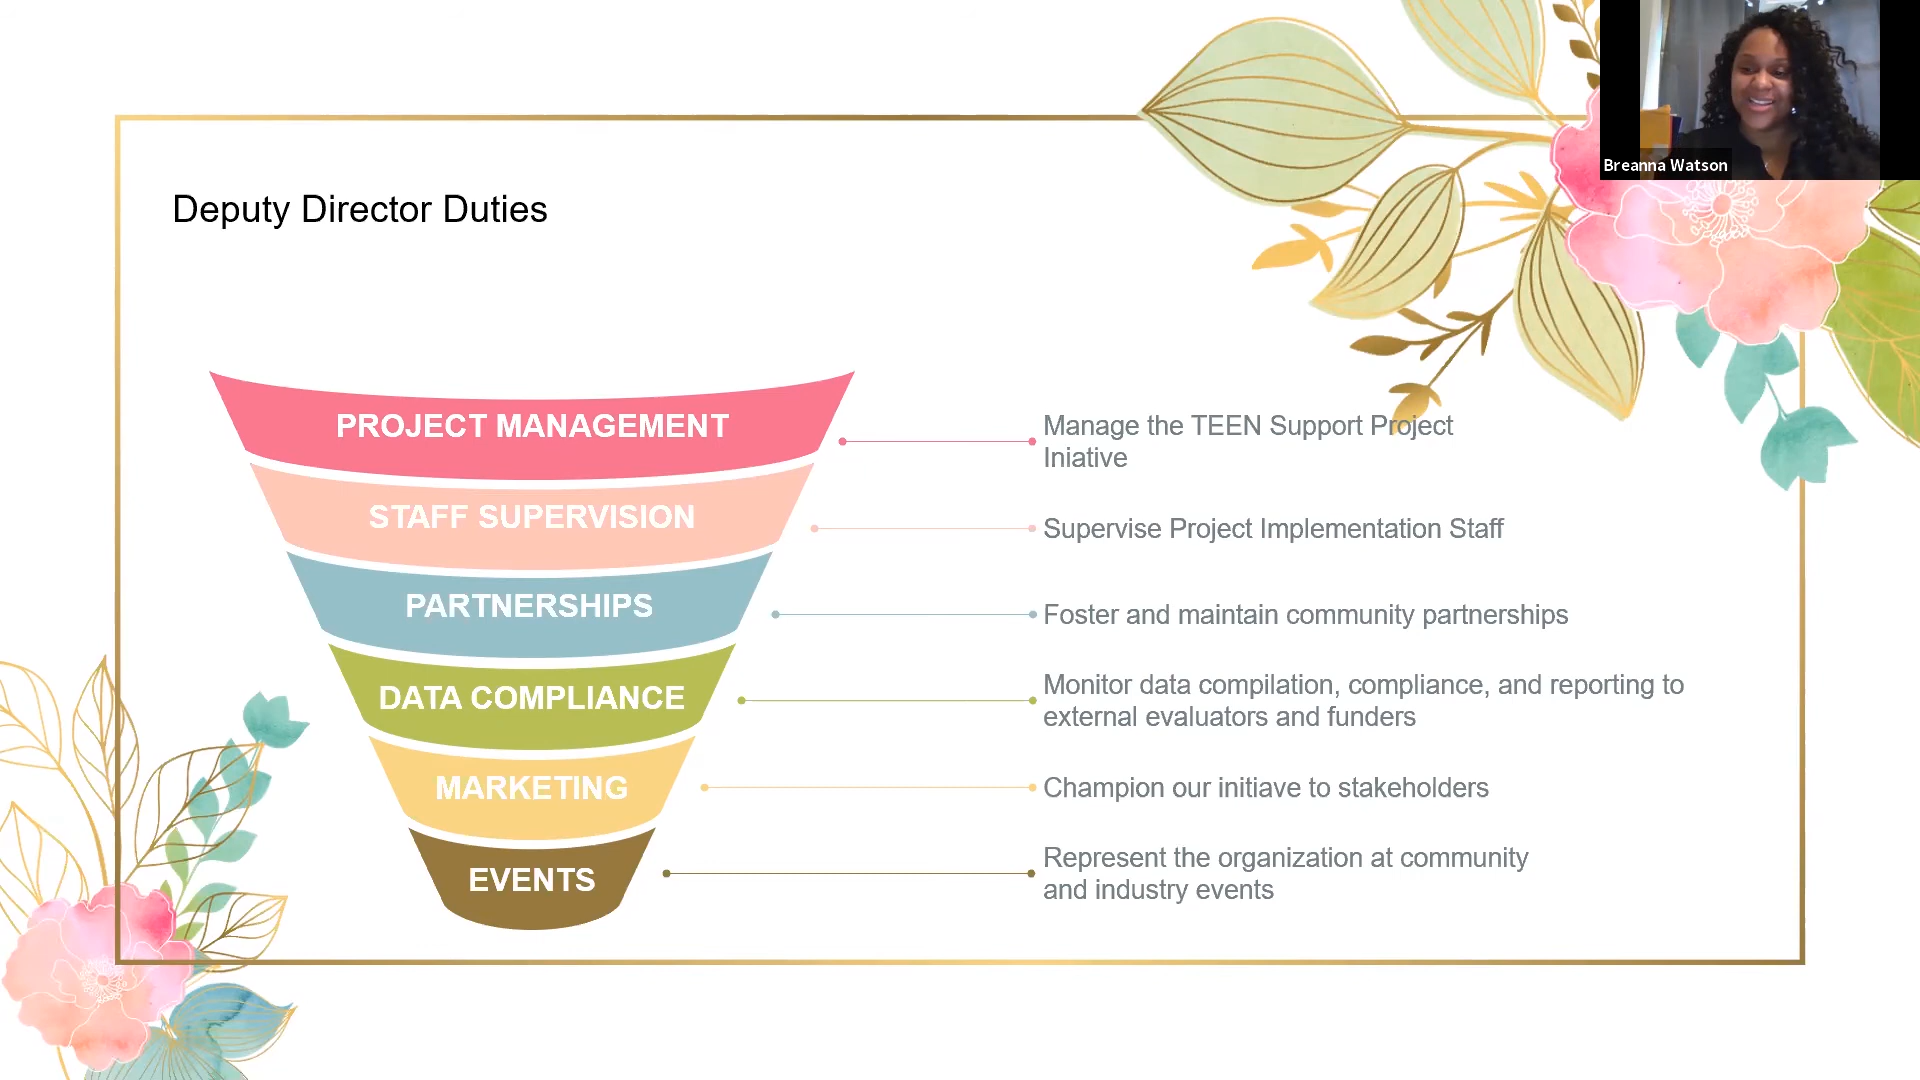 Breanna Watson
Deputy Director Duties
PROJECT MANAGEMENT
Manage the TEEN Support Project
Iniative
STAFF SUPERVISION
Supervise Project Implementation Staff
PARTNERSHIPS
Foster and maintain community partnerships
DATA COMPLIANCE
Monitor data compilation, compliance, and reporting to
external evaluators and funders
MARKETING
Champion our initiave to stakeholders
EVENTS
Represent the organization at community
and industry events